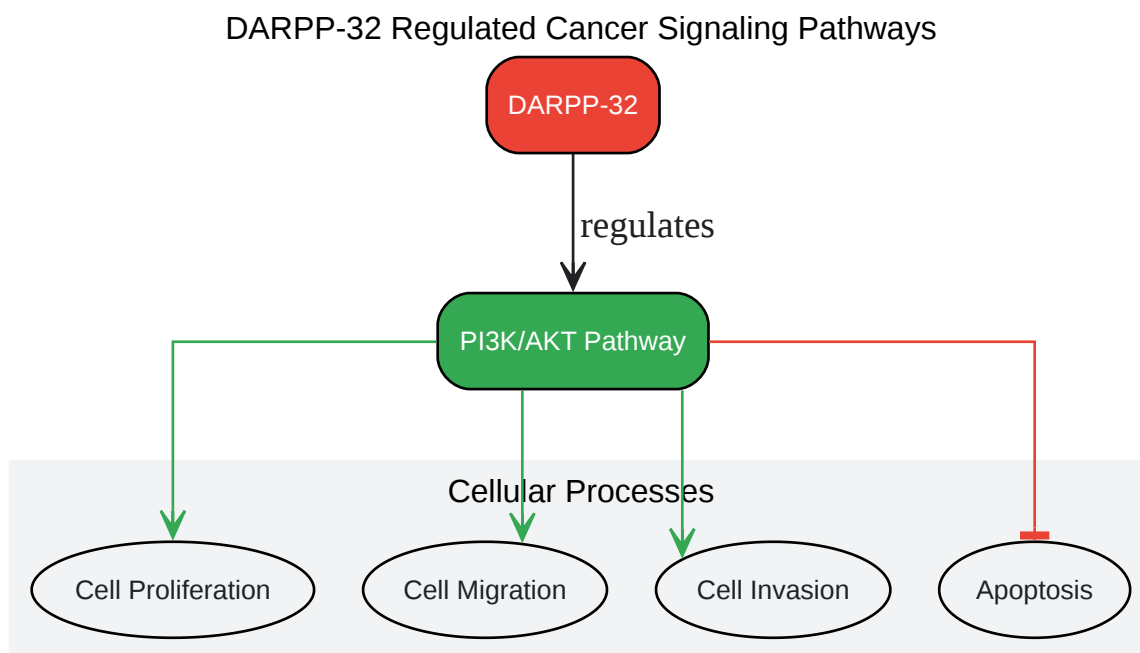 DARPP-32 Regulated Cancer Signaling Pathways
DARPP-32
regulates
PI3K/AKT Pathway
Cellular Processes
Cell Proliferation
Cell Migration
Cell Invasion
Apoptosis